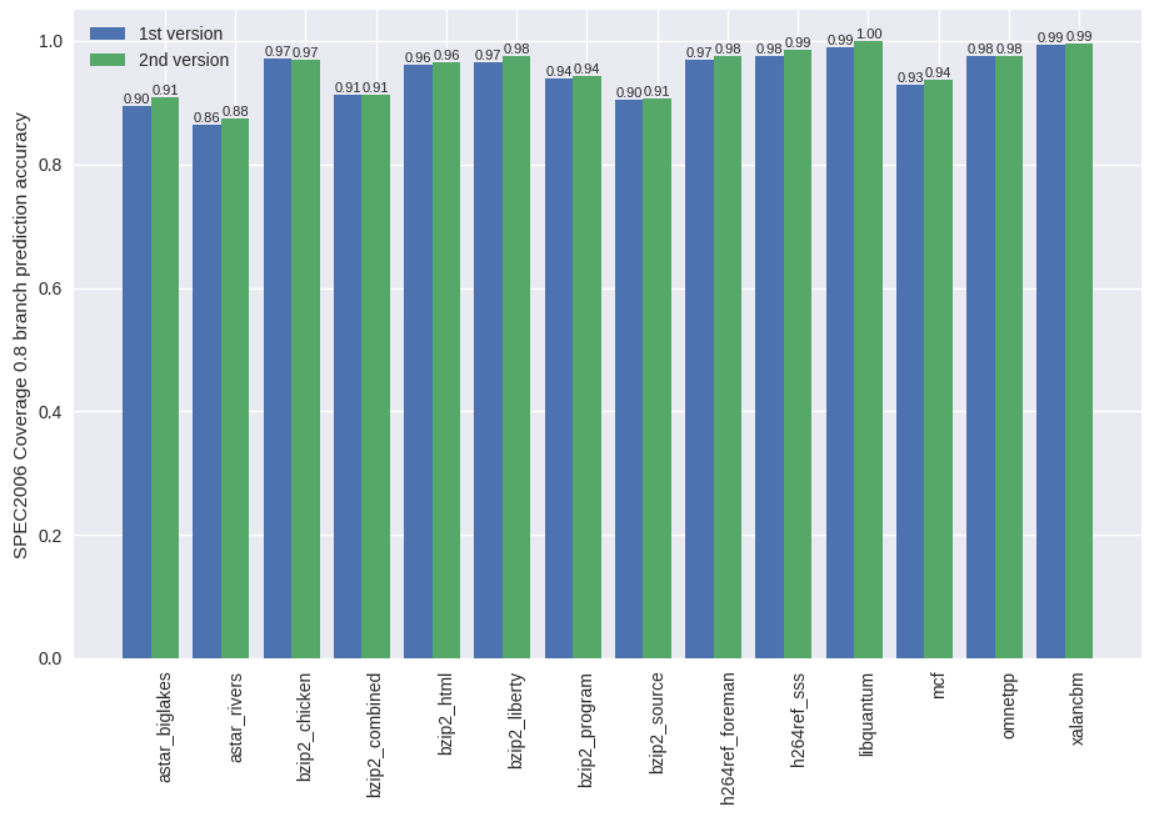 1st version
2nd version
SPEC2006 Coverage 0.8 branch prediction accuracy
1.0
0.8
0.6
0.4
0.2
0.0
0.90 0.91
0.86 0.88
0.97 0.97
0.91 0.91
0.96 0.96
0.97 0.98
0.94 0.94
0.90 0.91
0.97 0.98
0.98 0.99
0.99 1.00
0.93 0.94
0.98 0.98
0.99 0.99
astar_biglakes
astar_rivers
bzip2_chicken
bzip2_combined
bzip2_html
bzip2_liberty
bzip2_program
bzip2_source
h264ref_foreman
h264ref_sss
libquantum
mcf
omnetpp
xalancbm